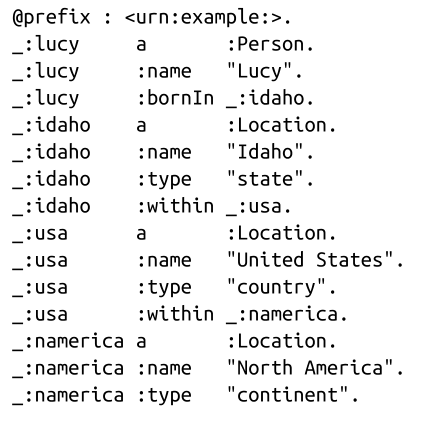 @prefix : <urn:example:>.
_:lucy     a       :Person.
_:lucy     :name   "Lucy".
_:lucy     :bornIn _:idaho.
_:idaho    a       :Location.
_:idaho    :name   "Idaho".
_:idaho    :type   "state".
_:idaho    :within _:usa.
_:usa      a       :Location.
_:usa      :name   "United States".
_:usa      :type   "country".
_:usa      :within _:namerica.
_:namerica a       :Location.
_:namerica :name   "North America".
_:namerica :type   "continent".